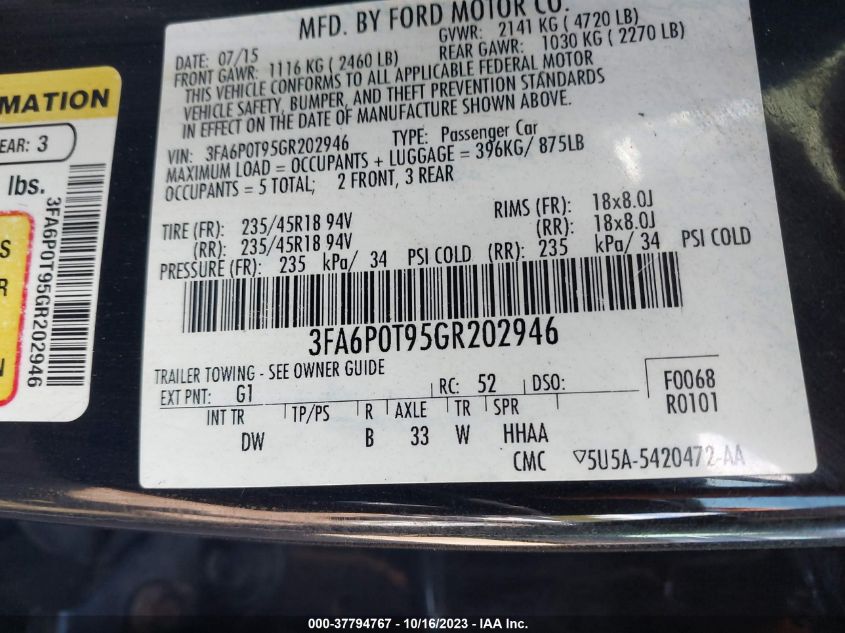 MFD. BY FORD MOTOR CO.
DATE: 07/15 GVWR: 2141 KG ( 4720 LB)
FRONT GAWR: 1116 KG ( 2460 LB) REAR GAWR: 1030 KG ( 2270 LB)
THIS VEHICLE CONFORMS TO ALL APPLICABLE FEDERAL MOTOR
VEHICLE SAFETY, BUMPER, AND THEFT PREVENTION STANDARDS
IN EFFECT ON THE DATE OF MANUFACTURE SHOWN ABOVE.
VIN: 3FA6P0T95GR202946 TYPE: Passenger Car
MAXIMUM LOAD = OCCUPANTS + LUGGAGE = 396KG/ 875LB
OCCUPANTS = 5 TOTAL; 2 FRONT, 3 REAR
TIRE (FR): 235/45R18 94V RIMS (FR): 18x8.0J
(RR): 235/45R18 94V (RR): 18x8.0J
PRESSURE (FR): 235 kPa/ 34 PSI COLD (RR): 235 kPa/ 34 PSI COLD
3FA6P0T95GR202946
TRAILER TOWING - SEE OWNER GUIDE
EXT PNT: G1 RC: 52 DSO: F0068
INT TR TP/PS R AXLE TR SPR R0101
DW B 33 W HHAA
CMC ▽5U5A-5420472-AA
MATION
EAR: 3
lbs.
3FA6P0T95GR202946
S
R
N
000-37794767 - 10/16/2023 - IAA Inc.